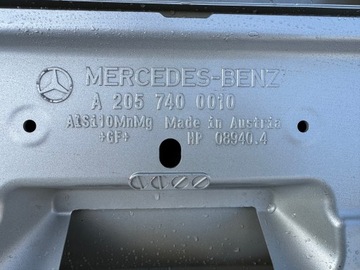 MERCEDES-BENZ
A 205 740 0010
AlSi10MnMg Made in Austria
+GF+ HP 08940.4